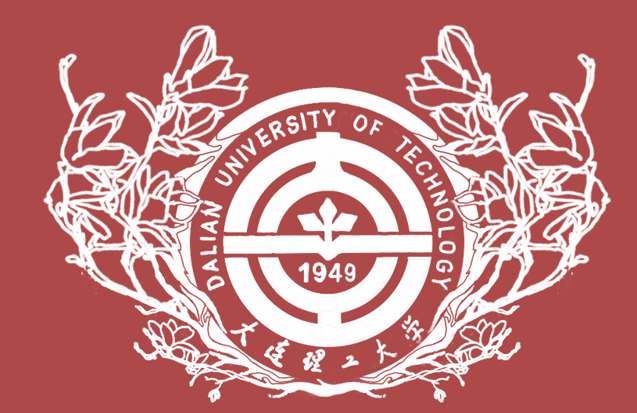 DALIAN UNIVERSITY OF TECHNOLOGY
1949
大连理工大学